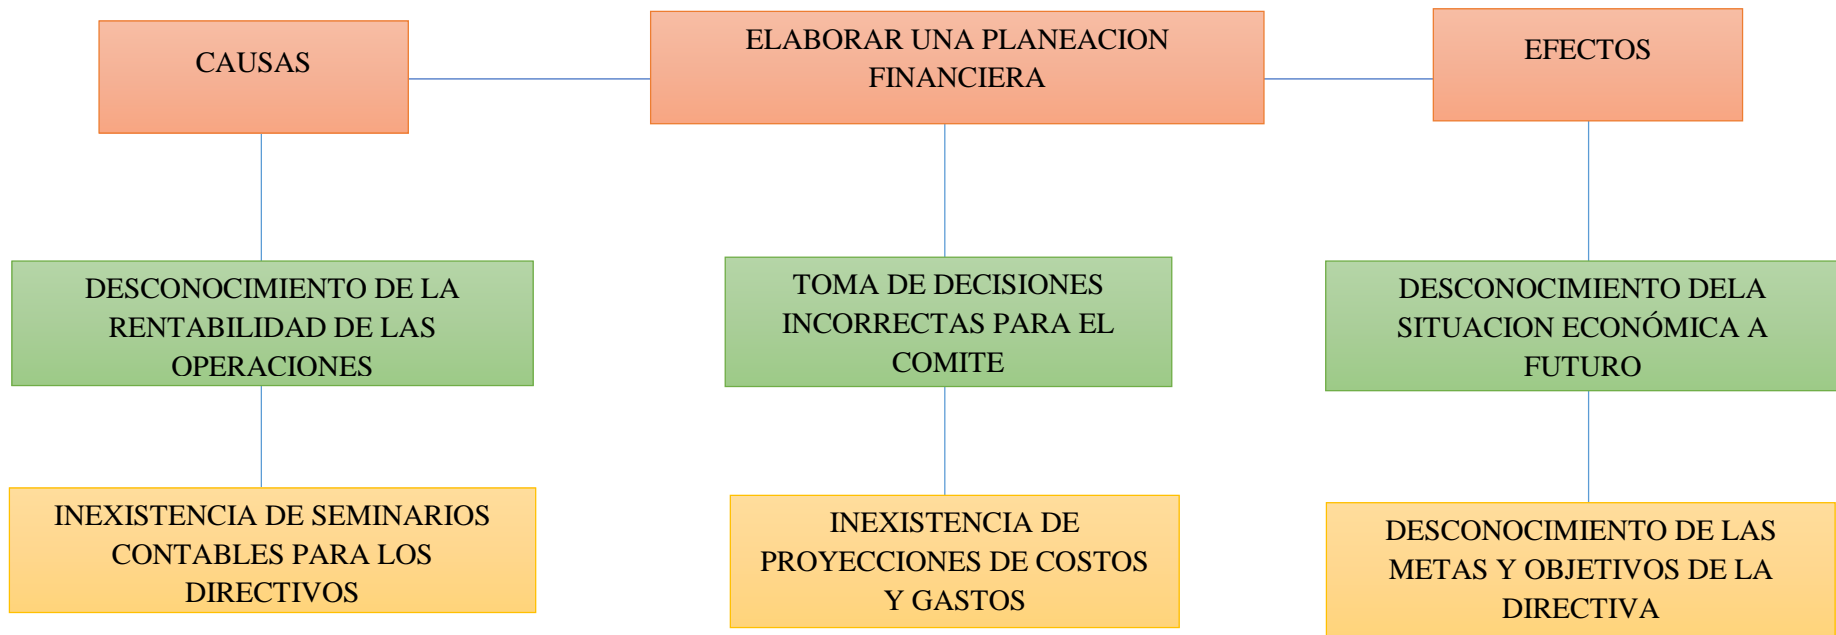 CAUSAS
ELABORAR UNA PLANEACION
FINANCIERA
EFECTOS
DESCONOCIMIENTO DE LA
RENTABILIDAD DE LAS
OPERACIONES
TOMA DE DECISIONES
INCORRECTAS PARA EL
COMITE
DESCONOCIMIENTO DELA
SITUACION ECONÓMICA A
FUTURO
INEXISTENCIA DE SEMINARIOS
CONTABLES PARA LOS
DIRECTIVOS
INEXISTENCIA DE
PROYECCIONES DE COSTOS
Y GASTOS
DESCONOCIMIENTO DE LAS
METAS Y OBJETIVOS DE LA
DIRECTIVA